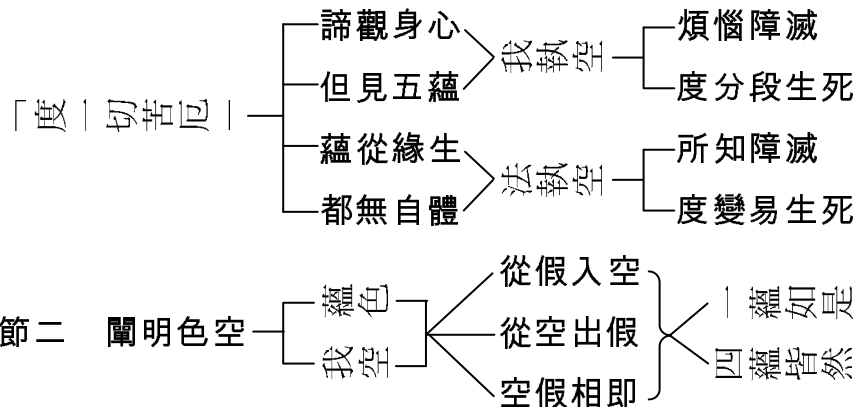 「度一切苦厄」
諦觀身心
但見五蘊
我執空
煩惱障滅
度分段生死
蘊從緣生
都無自體
法執空
所知障滅
度變易生死
節二 闡明色空
蘊色
我空
從假入空
從空出假
空假相即
一蘊如是
四蘊皆然